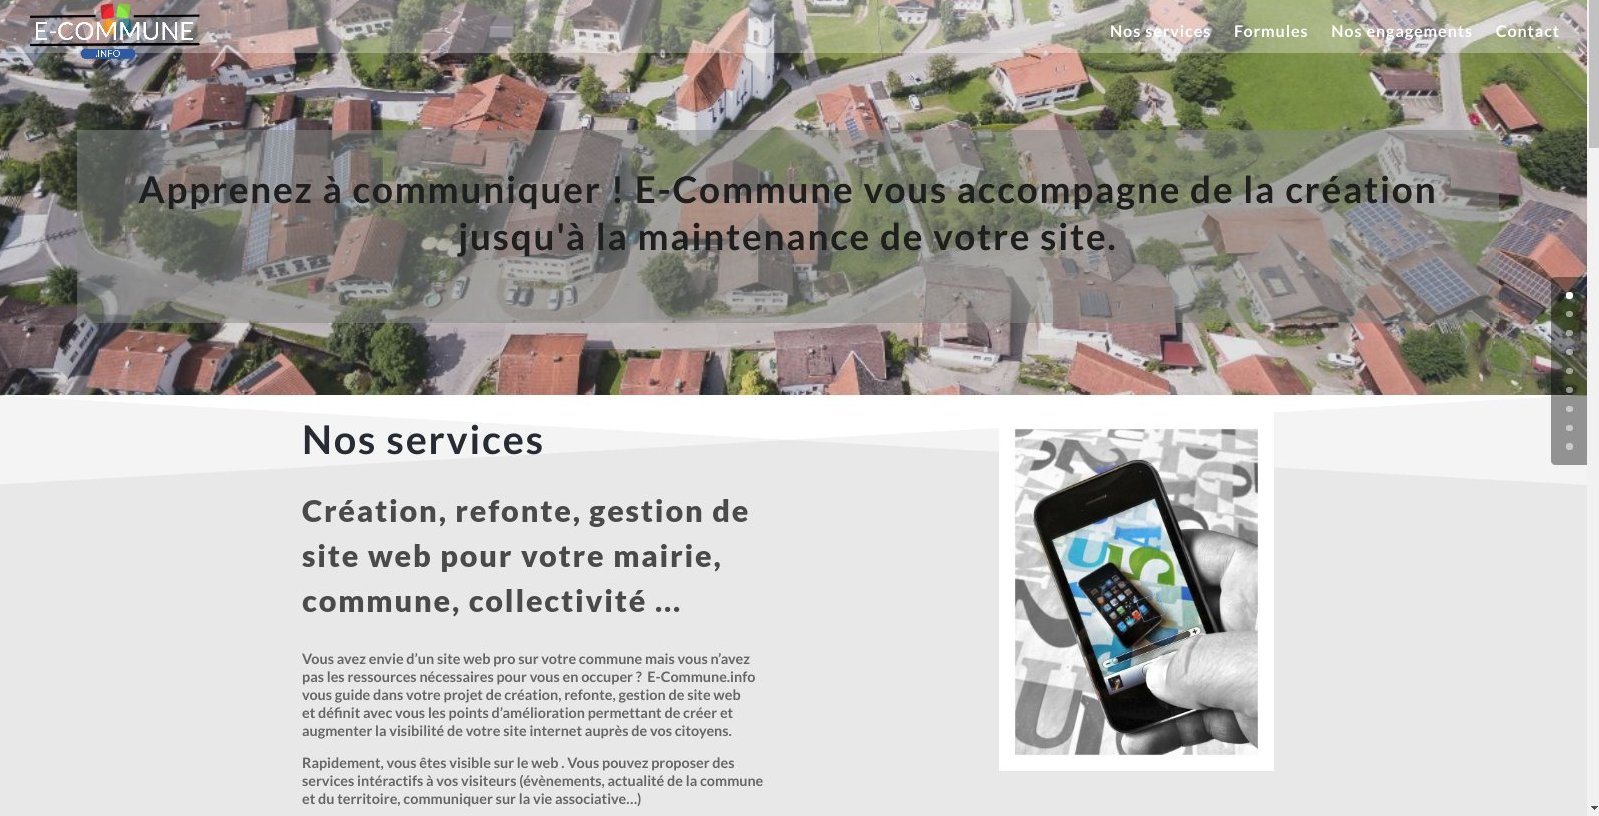 E-COMMUNE
.INFO
Nos services
Formules
Nos engagements
Contact
Apprenez à communiquer ! E-Commune vous accompagne de la création
jusqu'à la maintenance de votre site.
Nos services
Création, refonte, gestion de
site web pour votre mairie,
commune, collectivité ...
Vous avez envie d’un site web pro sur votre commune mais vous n’avez
pas les ressources nécessaires pour vous en occuper ?  E-Commune.info
vous guide dans votre projet de création, refonte, gestion de site web
et définit avec vous les points d’amélioration permettant de créer et
augmenter la visibilité de votre site internet auprès de vos citoyens.
Rapidement, vous êtes visible sur le web . Vous pouvez proposer des
services intéractifs à vos visiteurs (évènements, actualité de la commune
et du territoire, communiquer sur la vie associative…)